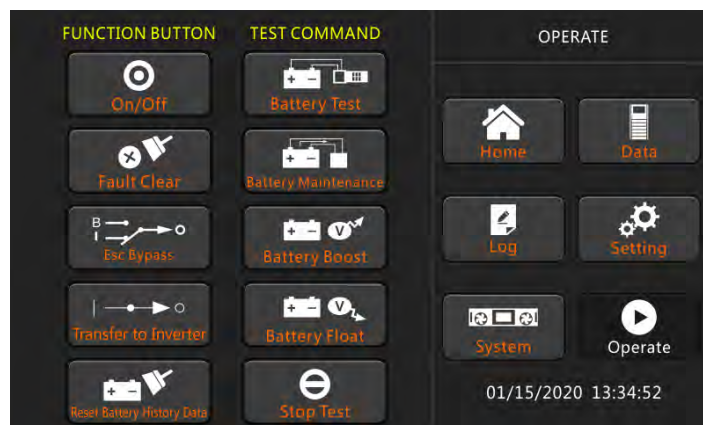 FUNCTION BUTTON
On/Off
Fault Clear
B
I
Esc Bypass
Transfer to Inverter
Reset Battery History Data
TEST COMMAND
Battery Test
Battery Maintenance
V
Battery Boost
V
Battery Float
Stop Test
OPERATE
Home
Data
Log
Setting
System
Operate
01/15/2020 13:34:52